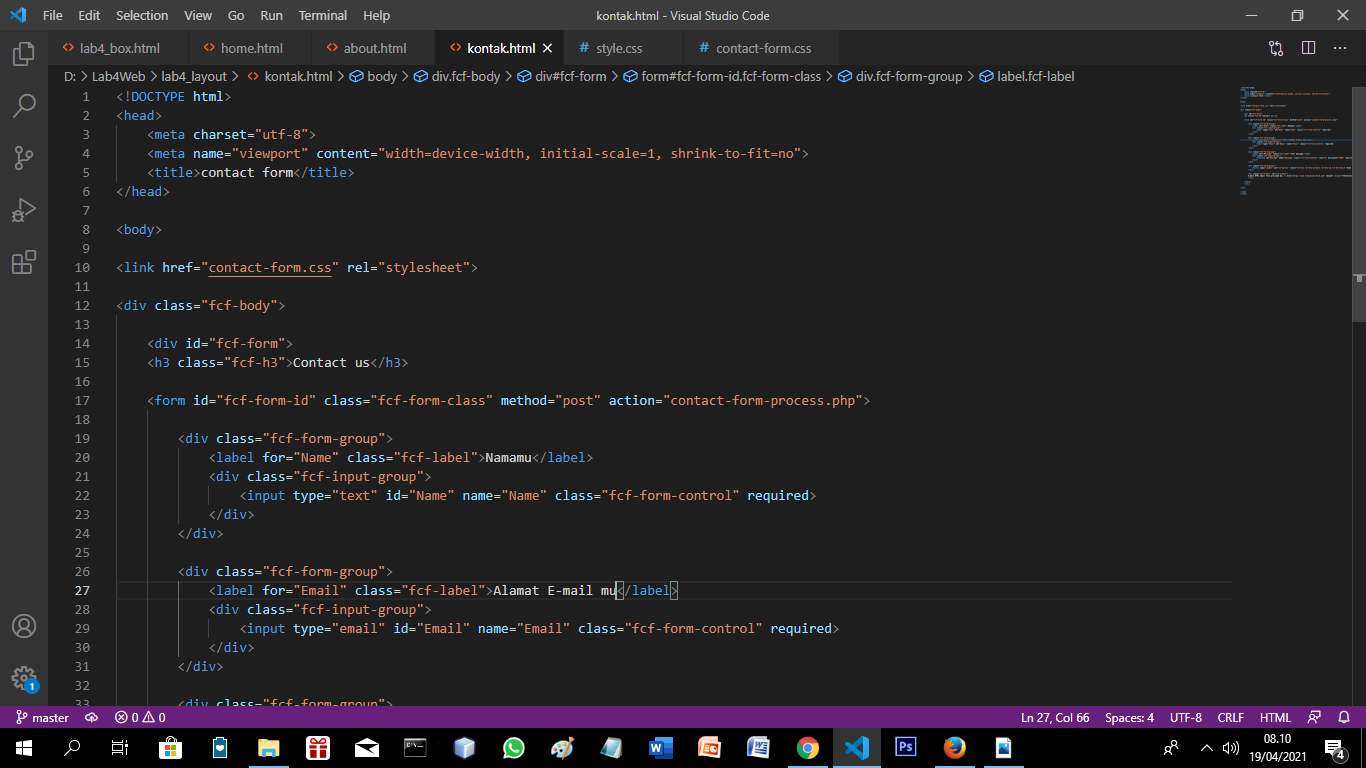 File Edit Selection View Go Run Terminal Help kontak.html - Visual Studio Code
lab4_box.html home.html about.html kontak.html style.css contact-form.css
D: > Lab4Web > lab4_layout > kontak.html > body > div.fcf-body > div#fcf-form > form#fcf-form-id.fcf-form-class > div.fcf-form-group > label.fcf-label
1 <!DOCTYPE html>
2 <head>
3 <meta charset="utf-8">
4 <meta name="viewport" content="width=device-width, initial-scale=1, shrink-to-fit=no">
5 <title>contact form</title>
6 </head>
7
8 <body>
9
10 <link href="contact-form.css" rel="stylesheet">
11
12 <div class="fcf-body">
13
14 <div id="fcf-form">
15 <h3 class="fcf-h3">Contact us</h3>
16
17 <form id="fcf-form-id" class="fcf-form-class" method="post" action="contact-form-process.php">
18
19 <div class="fcf-form-group">
20 <label for="Name" class="fcf-label">Namamu</label>
21 <div class="fcf-input-group">
22 <input type="text" id="Name" name="Name" class="fcf-form-control" required>
23 </div>
24 </div>
25
26 <div class="fcf-form-group">
27 <label for="Email" class="fcf-label">Alamat E-mail mu</label>
28 <div class="fcf-input-group">
29 <input type="email" id="Email" name="Email" class="fcf-form-control" required>
30 </div>
31 </div>
32
33 <div class="fcf-form-group">
1 master 0 0 Ln 27, Col 66 Spaces: 4 UTF-8 CRLF HTML
08.10
19/04/2021
4